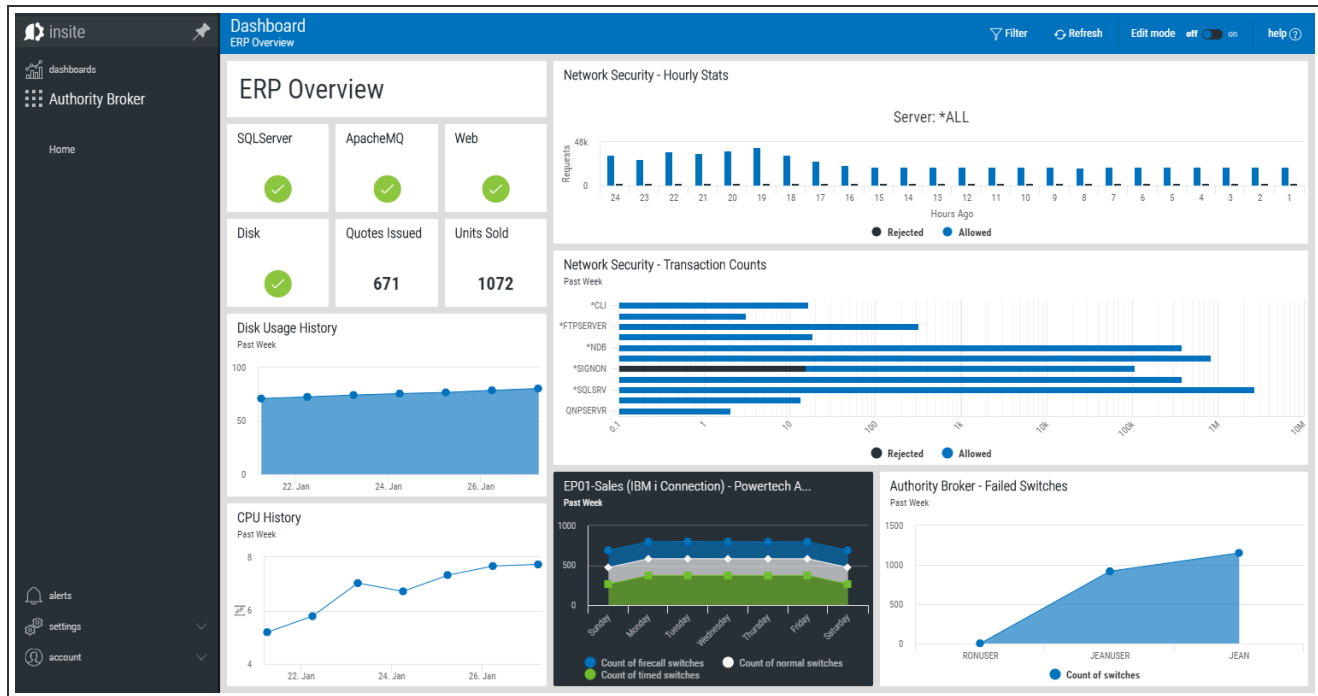 insite
dashboards
Authority Broker
Home
alerts
settings
account
Dashboard
ERP Overview
Filter
Refresh
Edit mode off on
help ?
ERP Overview
SQLServer
ApacheMQ
Web
Disk
Quotes Issued
671
Units Sold
1072
Disk Usage History
Past Week
100
50
0
22. Jan 24. Jan 26. Jan
CPU History
Past Week
8
[%] 6
4
22. Jan 24. Jan 26. Jan
Network Security - Hourly Stats
Server: *ALL
Requests
48k
0
24 23 22 21 20 19 18 17 16 15 14 13 12 11 10 9 8 7 6 5 4 3 2 1
Hours Ago
Rejected Allowed
Network Security - Transaction Counts
Past Week
*CLI
*FTPSERVER
*NDB
*SIGNON
*SQLSRV
QNPSERVR
0.1 1 10 100 1k 10k 100k 1M 10M
Rejected Allowed
EP01-Sales (IBM i Connection) - Powertech A...
Past Week
1000
500
0
Sunday Monday Tuesday Wednesday Thursday Friday Saturday
Count of firecall switches Count of normal switches
Count of timed switches
Authority Broker - Failed Switches
Past Week
1500
1000
500
0
RONUSER JEANUSER JEAN
Count of switches